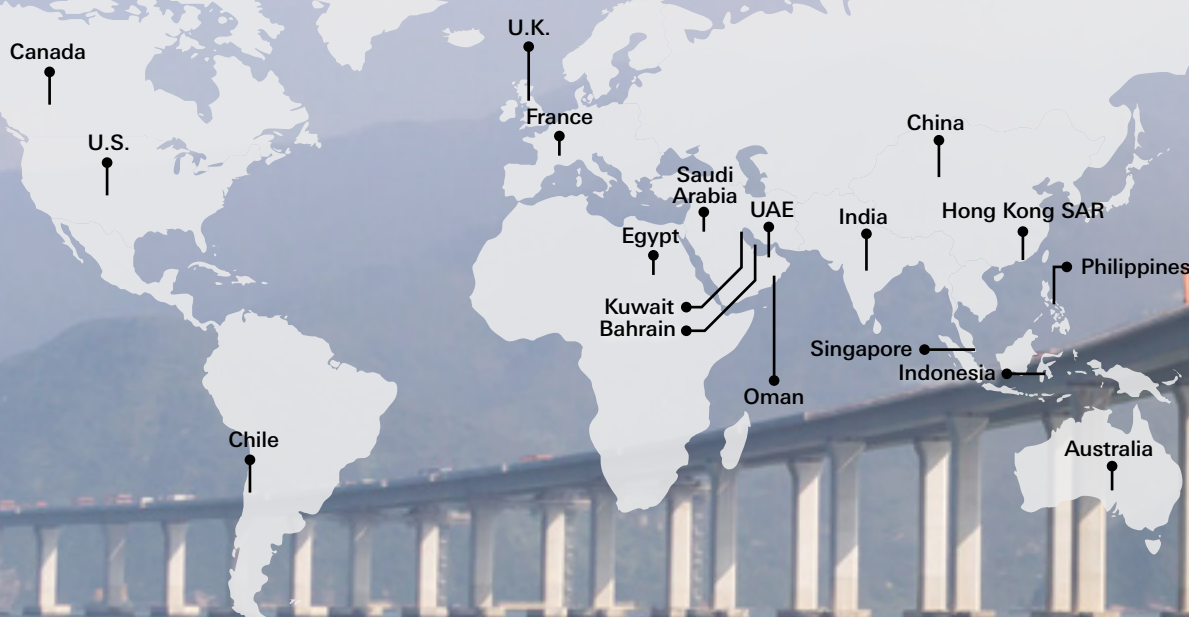 Canada
U.S.
U.K.
France
Saudi
Arabia
UAE
Egypt
Kuwait
Bahrain
Oman
India
China
Hong Kong SAR
Philippines
Singapore
Indonesia
Chile
Australia